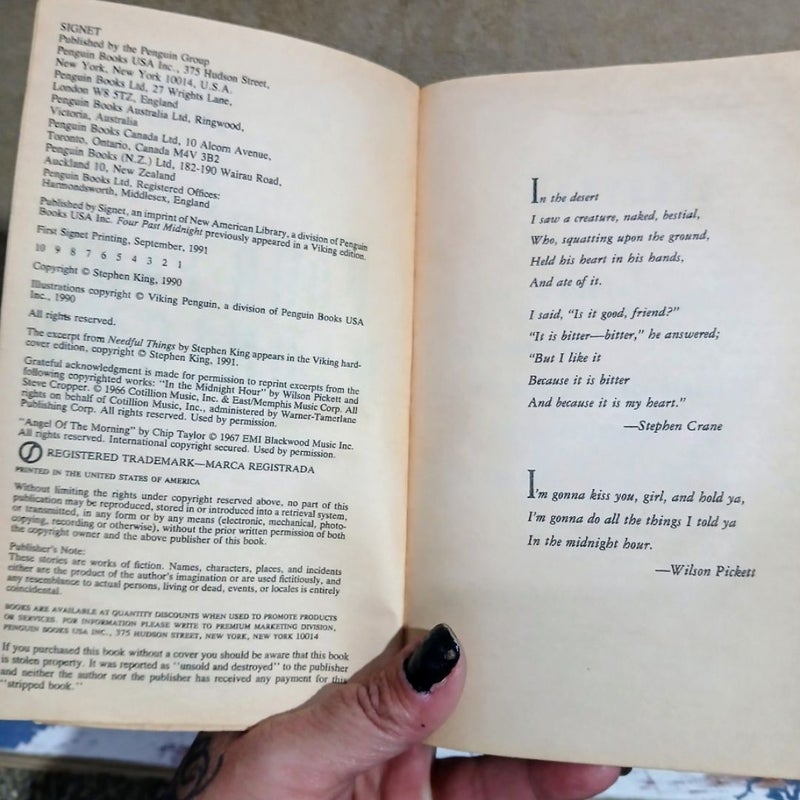 SIGNET
Published by the Penguin Group
Penguin Books USA Inc., 375 Hudson Street,
New York, New York 10014, U.S.A.
Penguin Books Ltd, 27 Wrights Lane,
London W8 5TZ, England
Penguin Books Australia Ltd, Ringwood,
Victoria, Australia
Penguin Books Canada Ltd, 10 Alcorn Avenue,
Toronto, Ontario, Canada M4V 3B2
Penguin Books (N.Z.) Ltd, 182-190 Wairau Road,
Auckland 10, New Zealand
Penguin Books Ltd, Registered Offices:
Harmondsworth, Middlesex, England
Published by Signet, an imprint of New American Library, a division of Penguin
Books USA Inc. Four Past Midnight previously appeared in a Viking edition.
First Signet Printing, September, 1991
10 9 8 7 6 5 4 3 2 1
Copyright © Stephen King, 1990
Illustrations copyright © Viking Penguin, a division of Penguin Books USA
Inc., 1990
All rights reserved.
The excerpt from Needful Things by Stephen King appears in the Viking hard-
cover edition, copyright © Stephen King, 1991.
Grateful acknowledgment is made for permission to reprint excerpts from the
following copyrighted works: "In the Midnight Hour" by Wilson Pickett and
Steve Cropper. © 1966 Cotillion Music, Inc. & East/Memphis Music Corp. All
rights on behalf of Cotillion Music, Inc., administered by Warner-Tamerlane
Publishing Corp. All rights reserved. Used by permission.
"Angel Of The Morning" by Chip Taylor © 1967 EMI Blackwood Music Inc.
All rights reserved. International copyright secured. Used by permission.
REGISTERED TRADEMARK—MARCA REGISTRADA
PRINTED IN THE UNITED STATES OF AMERICA
Without limiting the rights under copyright reserved above, no part of this
publication may be reproduced, stored in or introduced into a retrieval system,
or transmitted, in any form or by any means (electronic, mechanical, photo-
copying, recording or otherwise), without the prior written permission of both
the copyright owner and the above publisher of this book.
Publisher's Note:
These stories are works of fiction. Names, characters, places, and incidents
either are the product of the author's imagination or are used fictitiously, and
any resemblance to actual persons, living or dead, events, or locales is entirely
coincidental.
BOOKS ARE AVAILABLE AT QUANTITY DISCOUNTS WHEN USED TO PROMOTE PRODUCTS
OR SERVICES. FOR INFORMATION PLEASE WRITE TO PREMIUM MARKETING DIVISION,
PENGUIN BOOKS USA INC., 375 HUDSON STREET, NEW YORK, NEW YORK 10014
If you purchased this book without a cover you should be aware that this book
is stolen property. It was reported as "unsold and destroyed" to the publisher
and neither the author nor the publisher has received any payment for this
"stripped book."
In the desert
I saw a creature, naked, bestial,
Who, squatting upon the ground,
Held his heart in his hands,
And ate of it.
I said, "Is it good, friend?"
"It is bitter—bitter," he answered;
"But I like it
Because it is bitter
And because it is my heart."
—Stephen Crane
I'm gonna kiss you, girl, and hold ya,
I'm gonna do all the things I told ya
In the midnight hour.
—Wilson Pickett